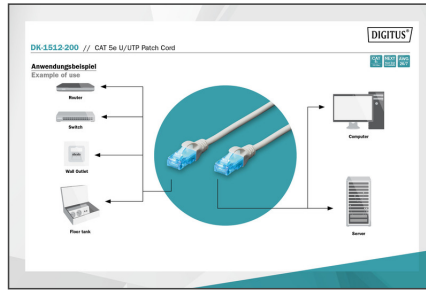 DIGITUS®
DK-1512-200 // CAT 5e U/UTP Patch Cord
Anwendungsbeispiel
Example of use
Router
Switch
Wall Outlet
Floor tank
Computer
Server